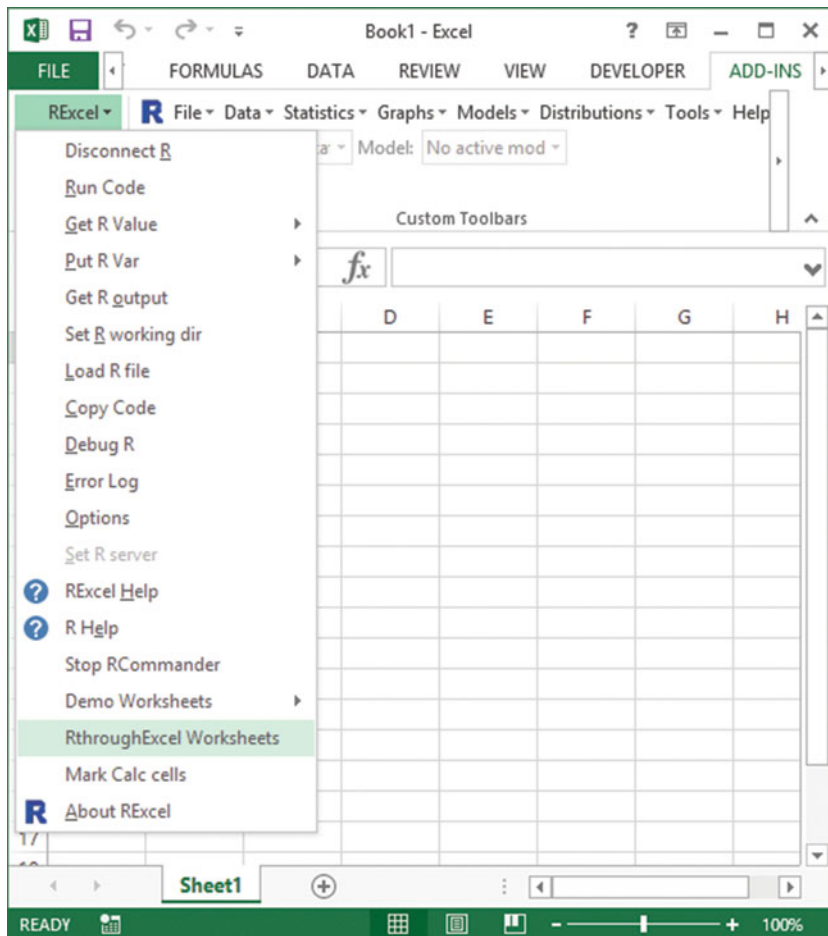 Book1 - Excel ?
FILE FORMULAS DATA REVIEW VIEW DEVELOPER ADD-INS
RExcel R File Data Statistics Graphs Models Distributions Tools Help
Model: No active mod
Custom Toolbars
fx
Disconnect R
Run Code
Get R Value
Put R Var
Get R output
Set R working dir
Load R file
Copy Code
Debug R
Error Log
Options
Set R server
? RExcel Help
? R Help
Stop RCommander
Demo Worksheets
RthroughExcel Worksheets
Mark Calc cells
R About RExcel
D E F G H
17
Sheet1
READY 100%